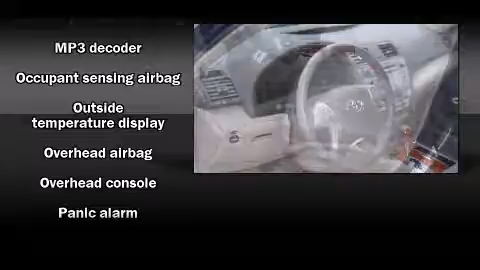 MP3 decoder
Occupant sensing airbag
Outside
temperature display
Overhead airbag
Overhead console
Panic alarm